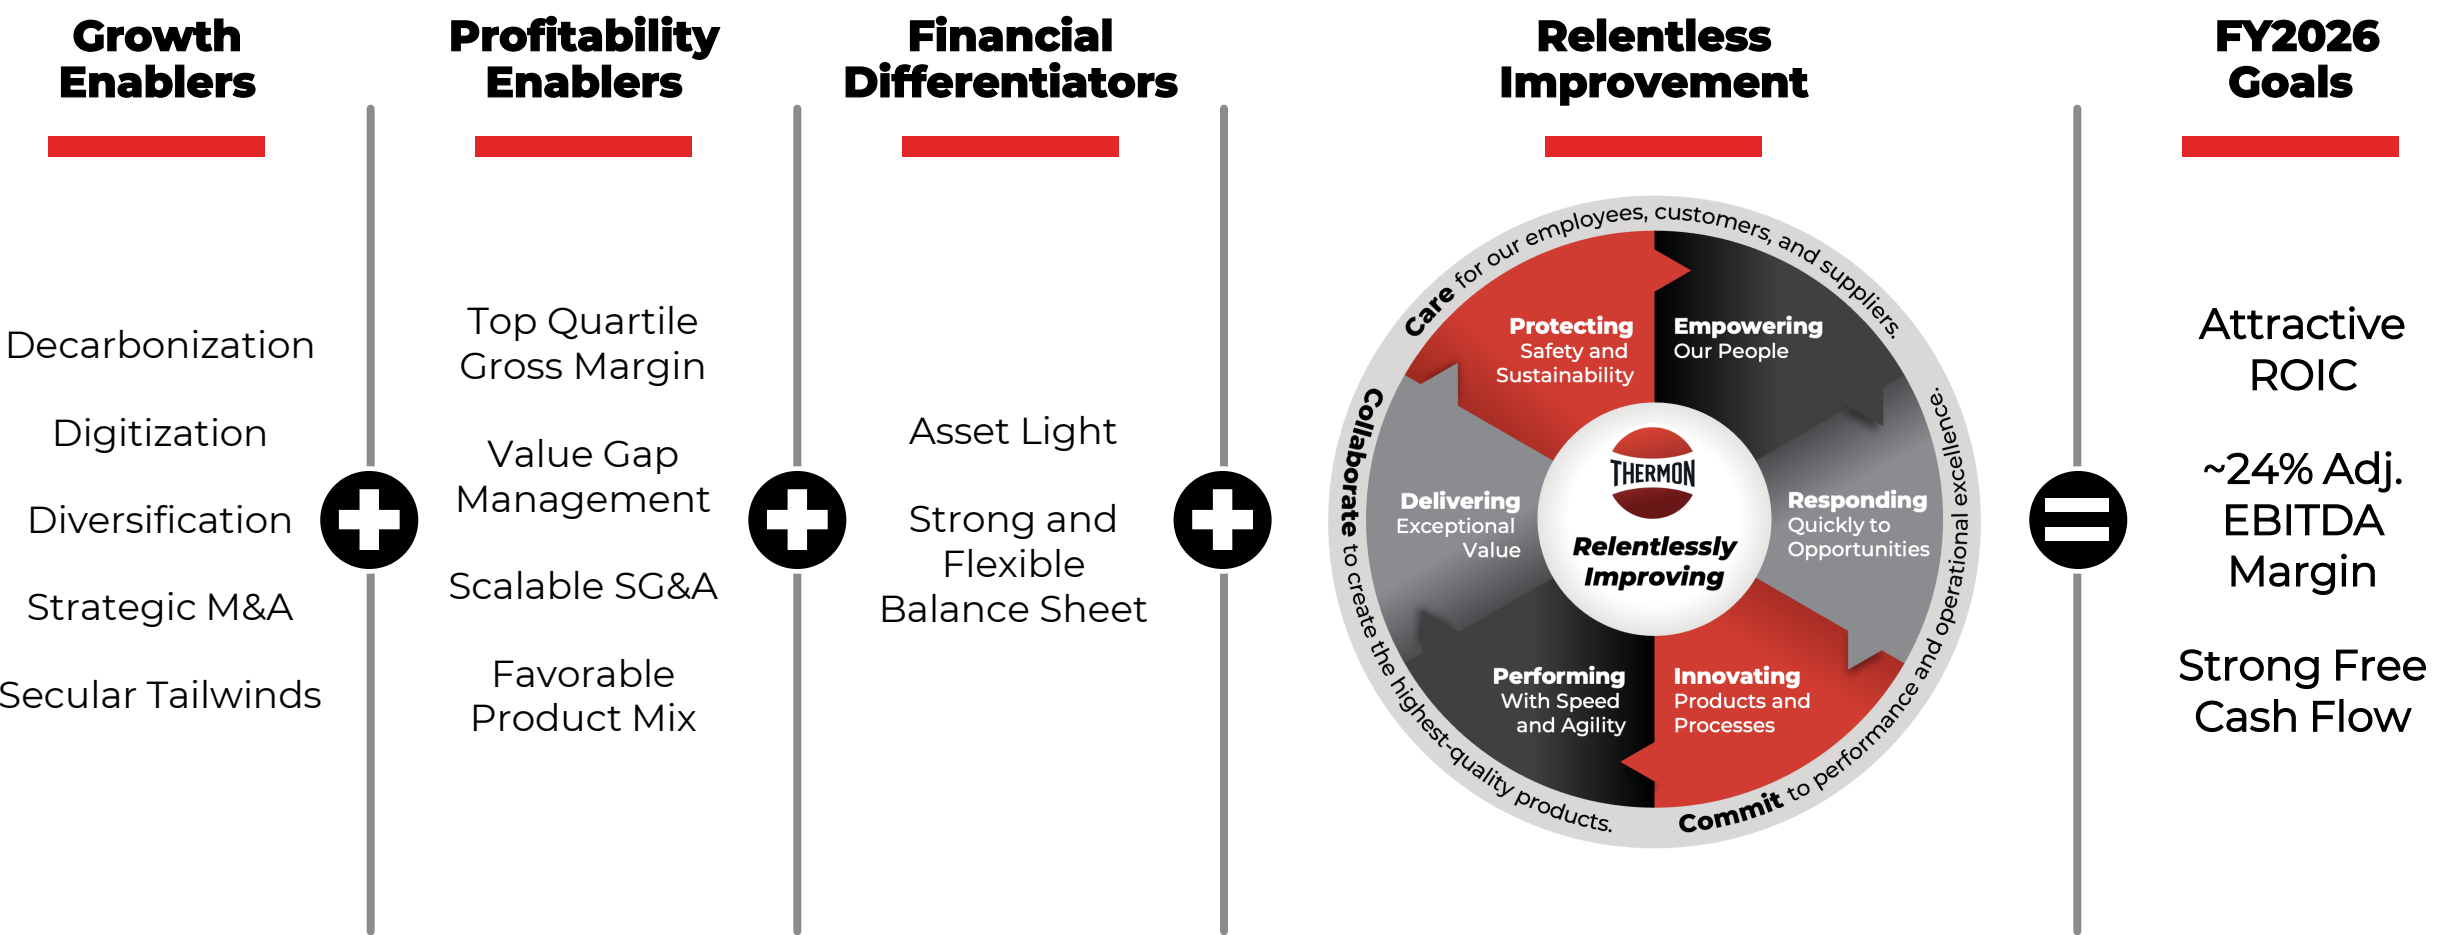 Growth
Enablers
Decarbonization
Digitization
Diversification
Strategic M&A
Secular Tailwinds
Profitability
Enablers
Top Quartile
Gross Margin
Value Gap
Management
Scalable SG&A
Favorable
Product Mix
Financial
Differentiators
Asset Light
Strong and
Flexible
Balance Sheet
Relentless
Improvement
Care for our employees, customers, and suppliers.
Collaborate to create the highest-quality products.
Commit to performance and operational excellence.
Protecting
Safety and
Sustainability
Empowering
Our People
Responding
Quickly to
Opportunities
Innovating
Products and
Processes
Performing
With Speed
and Agility
Delivering
Exceptional
Value
THERMON
Relentlessly
Improving
FY2026
Goals
Attractive
ROIC
~24% Adj.
EBITDA
Margin
Strong Free
Cash Flow